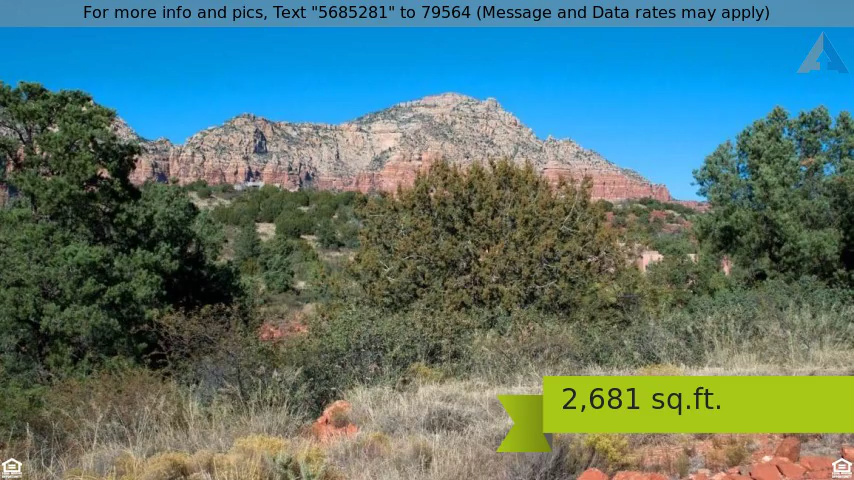 For more info and pics, Text "5685281" to 79564 (Message and Data rates may apply)
2,681 sq.ft.